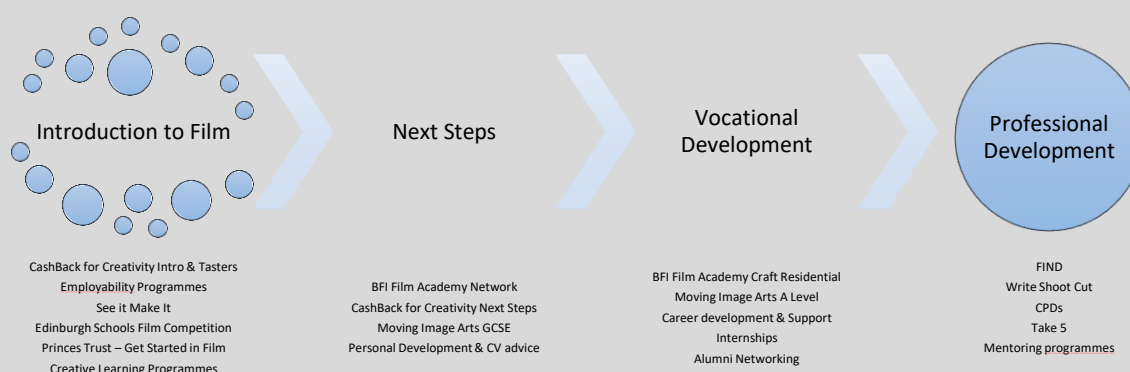 Introduction to Film
Next Steps
Vocational
Development
Professional
Development
CashBack for Creativity Intro & Tasters
Employability Programmes
See it Make It
Edinburgh Schools Film Competition
Princes Trust – Get Started in Film
Creative Learning Programmes
BFI Film Academy Network
CashBack for Creativity Next Steps
Moving Image Arts GCSE
Personal Development & CV advice
BFI Film Academy Craft Residential
Moving Image Arts A Level
Career development & Support
Internships
Alumni Networking
FIND
Write Shoot Cut
CPDs
Take 5
Mentoring programmes